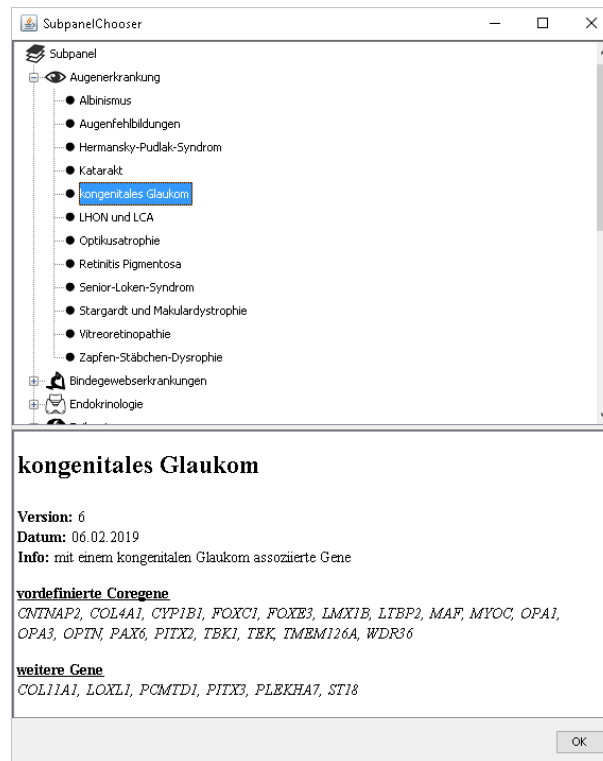 SubpanelChooser
Subpanel
Augenerkrankung
Albinismus
Augenfehlbildungen
Hermansky-Pudlak-Syndrom
Katarakt
kongenitales Glaukom
LHON und LCA
Optikusatrophie
Retinitis Pigmentosa
Senior-Loken-Syndrom
Stargardt und Makulardystrophie
Vitreoretinopathie
Zapfen-Stäbchen-Dysrophie
Bindegewebserkrankungen
Endokrinologie
kongenitales Glaukom
Version: 6
Datum: 06.02.2019
Info: mit einem kongenitalen Glaukom assoziierte Gene
vordefinierte Coregene
CNTNAP2, COL4A1, CYP1B1, FOXC1, FOXE3, LMX1B, LTBP2, MAF, MYOC, OPA1,
OPA3, OPTN, PAX6, PITX2, TBK1, TEK, TMEM126A, WDR36
weitere Gene
COL11A1, LOXL1, PCMTD1, PITX3, PLEKHA7, ST18
OK